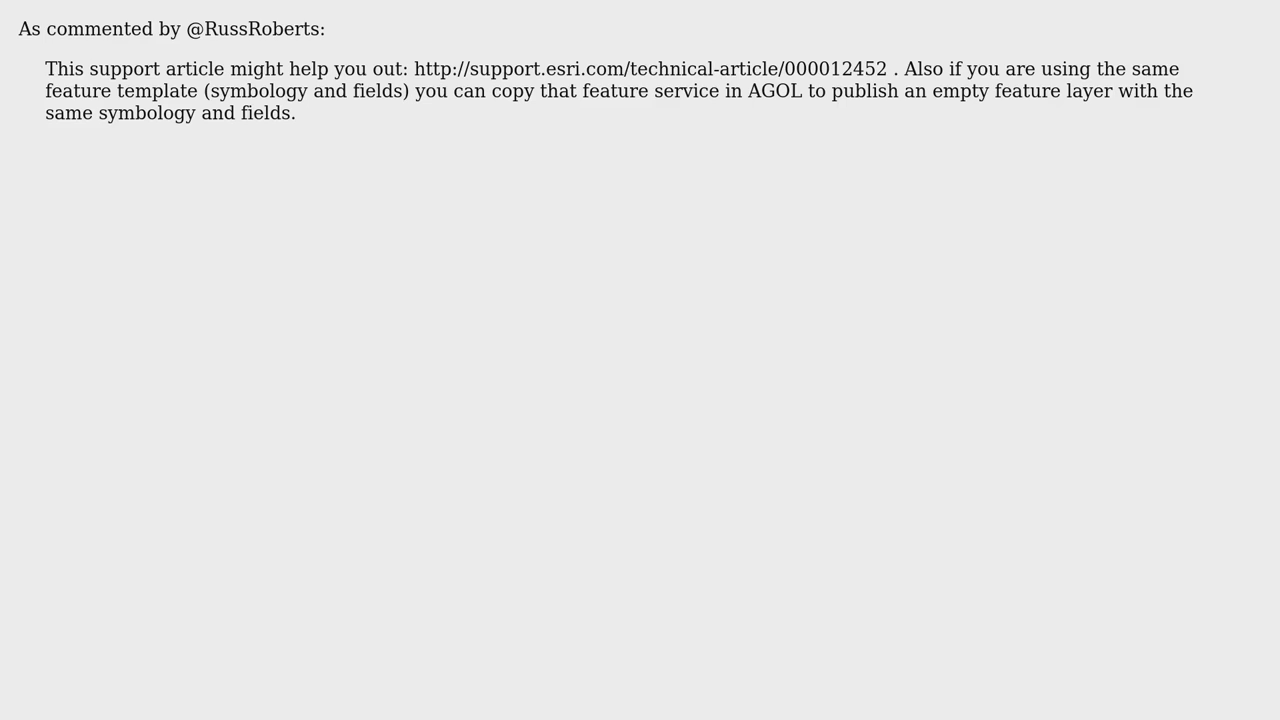 As commented by @RussRoberts:
This support article might help you out: http://support.esri.com/technical-article/000012452 . Also if you are using the same
feature template (symbology and fields) you can copy that feature service in AGOL to publish an empty feature layer with the
same symbology and fields.